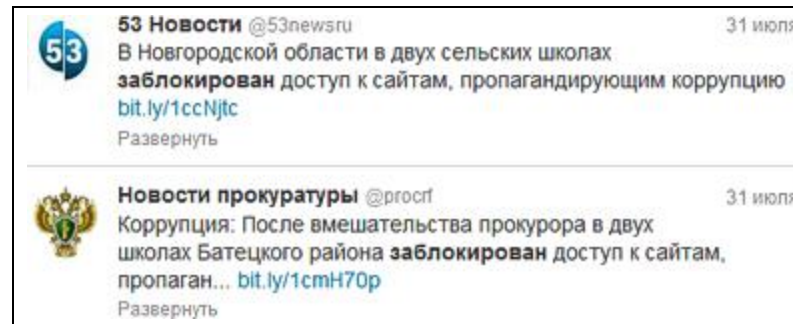 53
53 Новости @53newsru 31 июля
В Новгородской области в двух сельских школах
заблокирован доступ к сайтам, пропагандирующим коррупцию
bit.ly/1ccNjtc
Развернуть
Новости прокуратуры @procrf 31 июля
Коррупция: После вмешательства прокурора в двух
школах Батецкого района заблокирован доступ к сайтам,
пропаган... bit.ly/1cmH70p
Развернуть